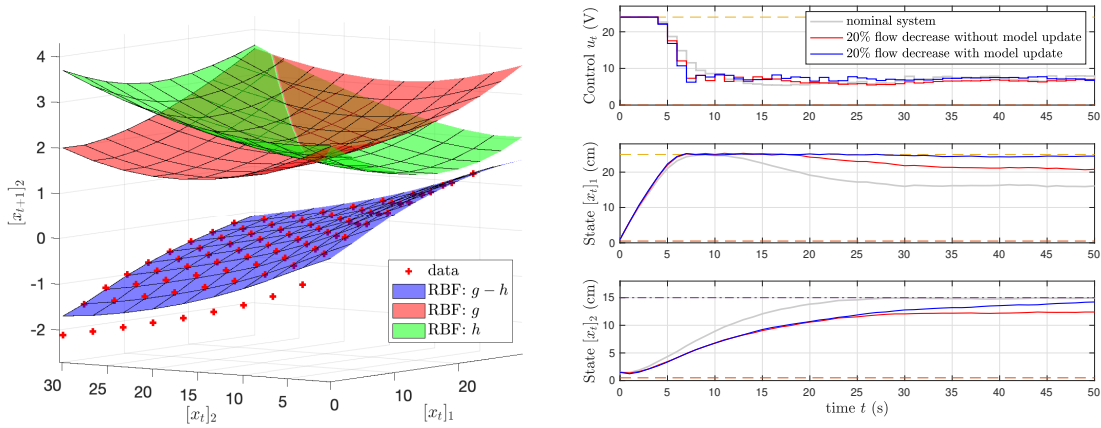 4
3
2
1
0
-1
-2
[x_{t+1}]_2
30
25
20
15
10
5
0
0
10
20
[x_t]_2
[x_t]_1
data
RBF: g − h
RBF: g
RBF: h
Control u_t (V)
20
10
0
0 5 10 15 20 25 30 35 40 45 50
nominal system
20% flow decrease without model update
20% flow decrease with model update
State [x_t]_1 (cm)
20
10
0
0 5 10 15 20 25 30 35 40 45 50
State [x_t]_2 (cm)
15
10
5
0
0 5 10 15 20 25 30 35 40 45 50
time t (s)